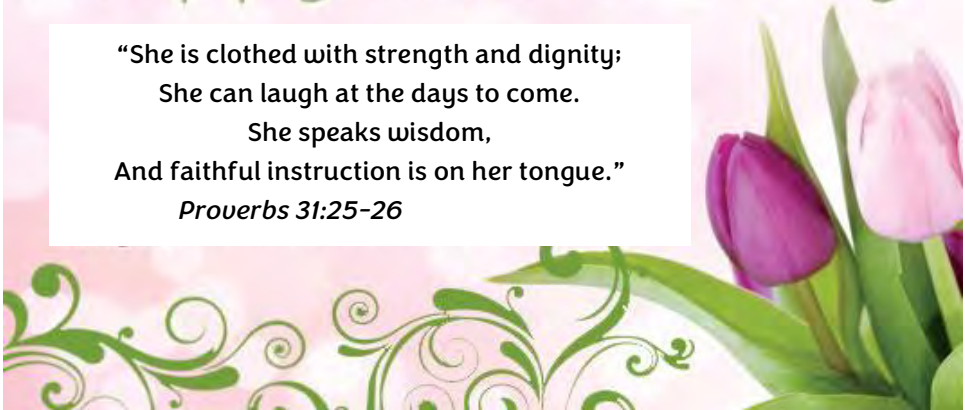 “She is clothed with strength and dignity;
She can laugh at the days to come.
She speaks wisdom,
And faithful instruction is on her tongue.”
Proverbs 31:25-26